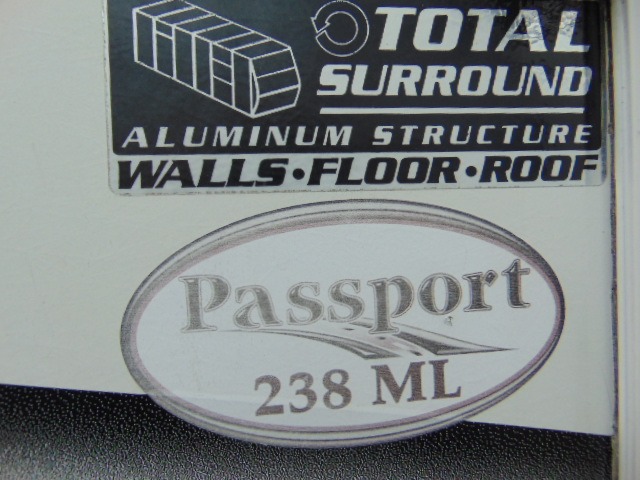 TOTAL
SURROUND
ALUMINUM STRUCTURE
WALLS·FLOOR·ROOF
Passport
238 ML